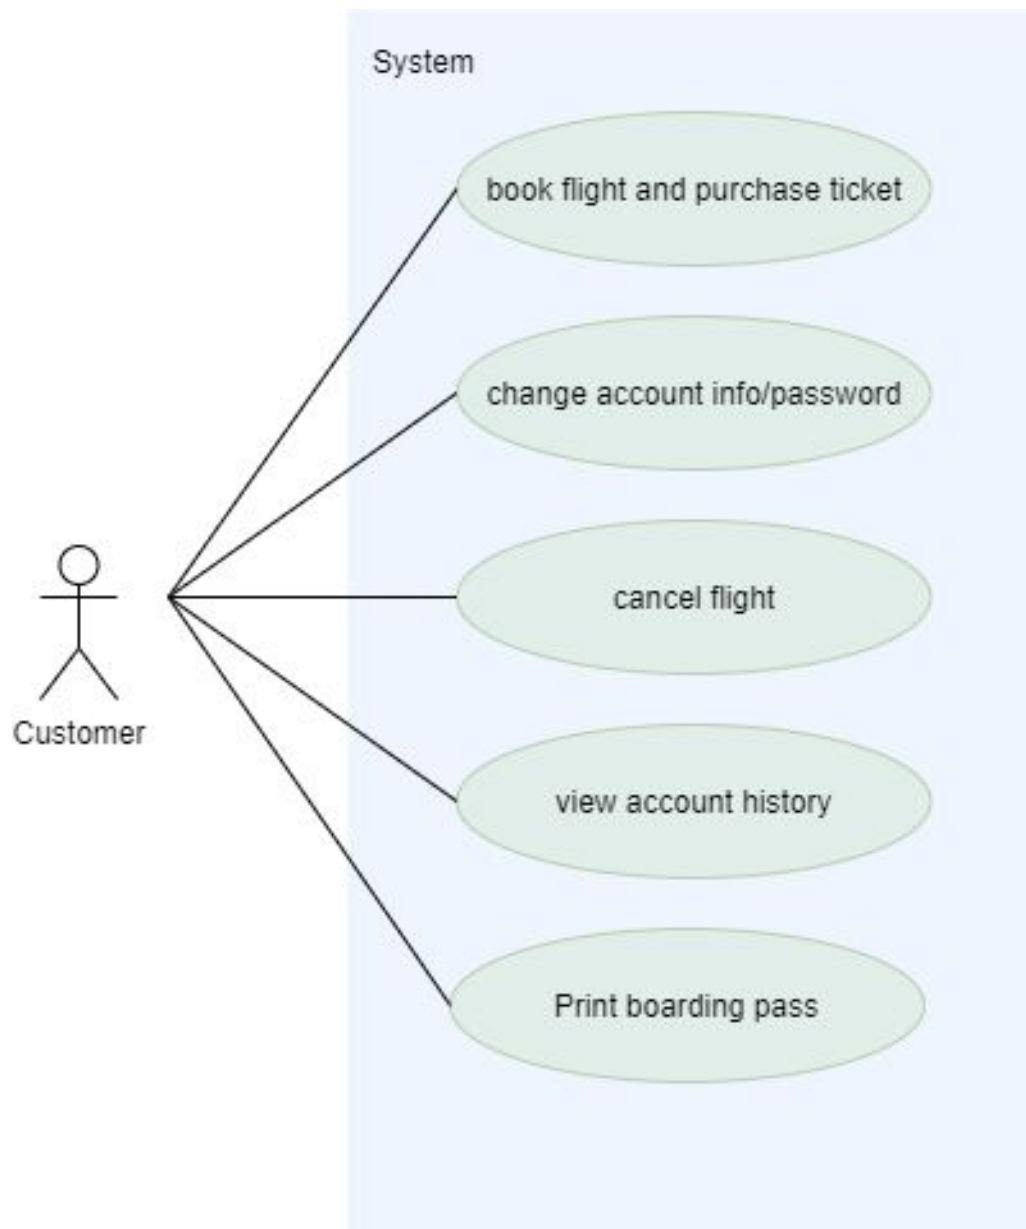 System
book flight and purchase ticket
change account info/password
cancel flight
Customer
view account history
Print boarding pass